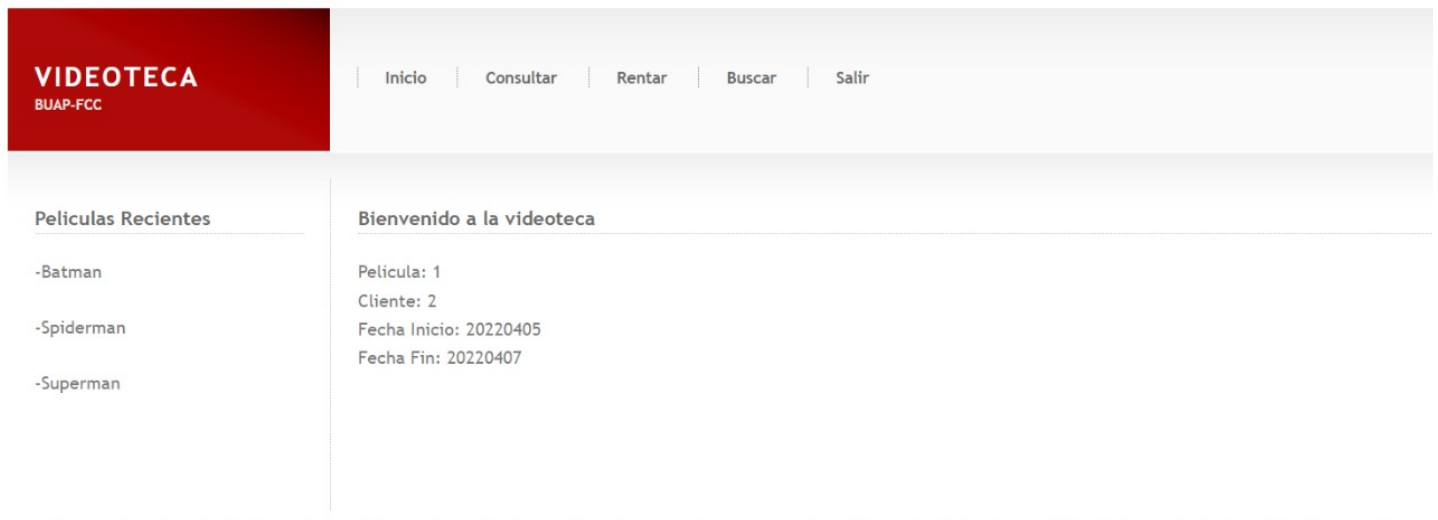 VIDEOTECA
BUAP-FCC
Inicio Consultar Rentar Buscar Salir
Peliculas Recientes
-Batman
-Spiderman
-Superman
Bienvenido a la videoteca
Pelicula: 1
Cliente: 2
Fecha Inicio: 20220405
Fecha Fin: 20220407